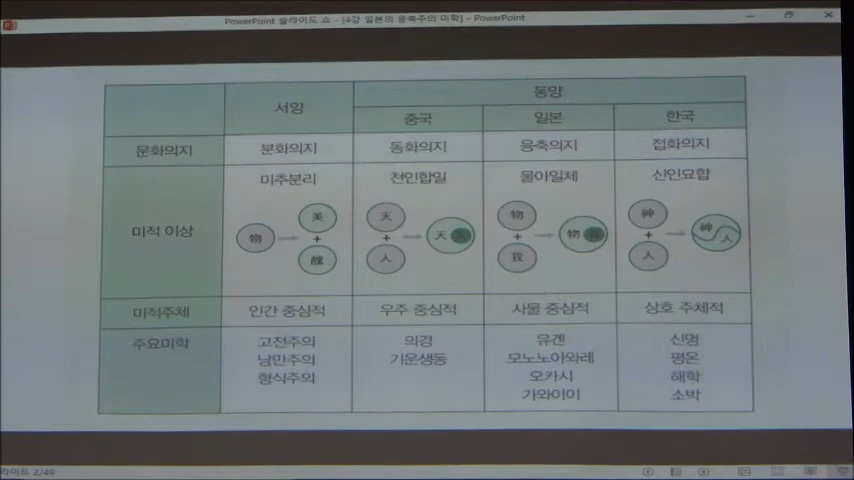 PowerPoint 슬라이드 쇼 - [4강 일본의 응축주의 미학] - PowerPoint
서양
동양
중국
일본
한국
문화의지
분화의지
동화의지
응축의지
접화의지
미적 이상
미추분리
천인합일
물아일체
신인묘합
物
美
+
醜
天
+
人
天
物
+
我
物
神
+
人
神
人
미적주체
인간 중심적
우주 중심적
사물 중심적
상호 주체적
주요미학
고전주의
낭만주의
형식주의
의경
기운생동
유겐
모노노아와레
오카시
가와이이
신명
평온
해학
소박
라이드 2/49